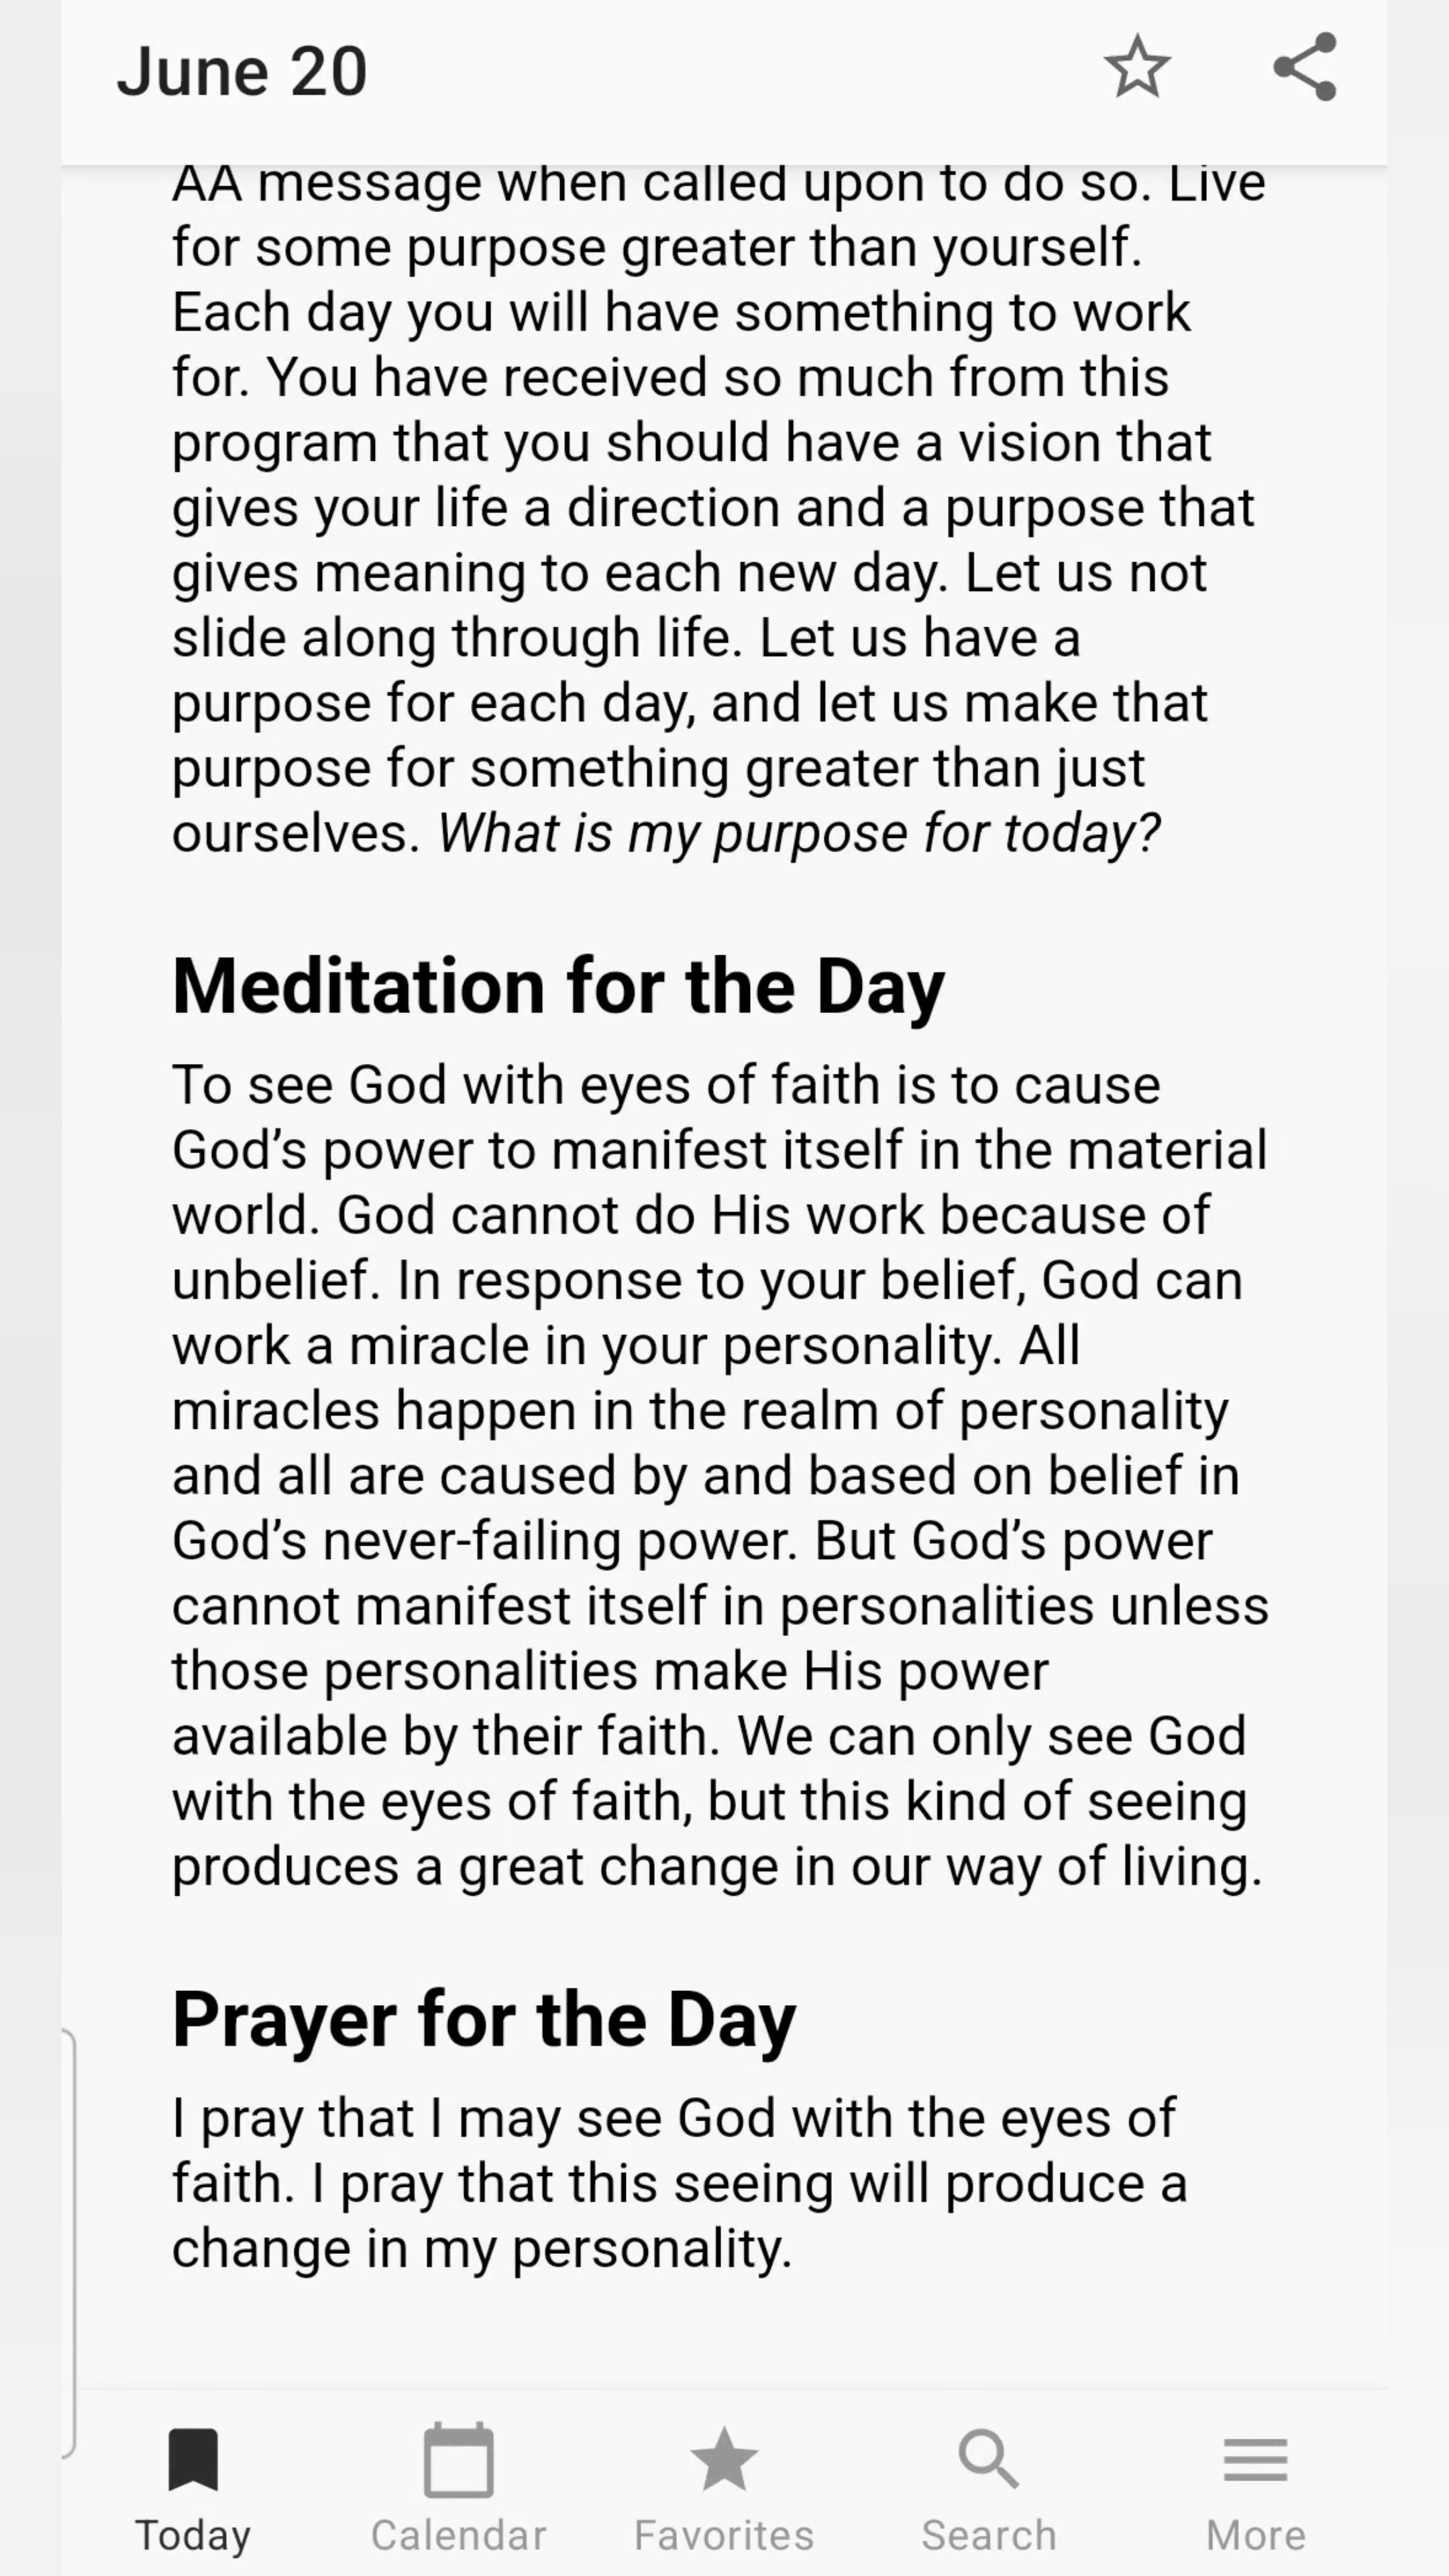 June 20
AA message when called upon to do so. Live
for some purpose greater than yourself.
Each day you will have something to work
for. You have received so much from this
program that you should have a vision that
gives your life a direction and a purpose that
gives meaning to each new day. Let us not
slide along through life. Let us have a
purpose for each day, and let us make that
purpose for something greater than just
ourselves. What is my purpose for today?
Meditation for the Day
To see God with eyes of faith is to cause
God’s power to manifest itself in the material
world. God cannot do His work because of
unbelief. In response to your belief, God can
work a miracle in your personality. All
miracles happen in the realm of personality
and all are caused by and based on belief in
God’s never-failing power. But God’s power
cannot manifest itself in personalities unless
those personalities make His power
available by their faith. We can only see God
with the eyes of faith, but this kind of seeing
produces a great change in our way of living.
Prayer for the Day
I pray that I may see God with the eyes of
faith. I pray that this seeing will produce a
change in my personality.
Today Calendar Favorites Search More